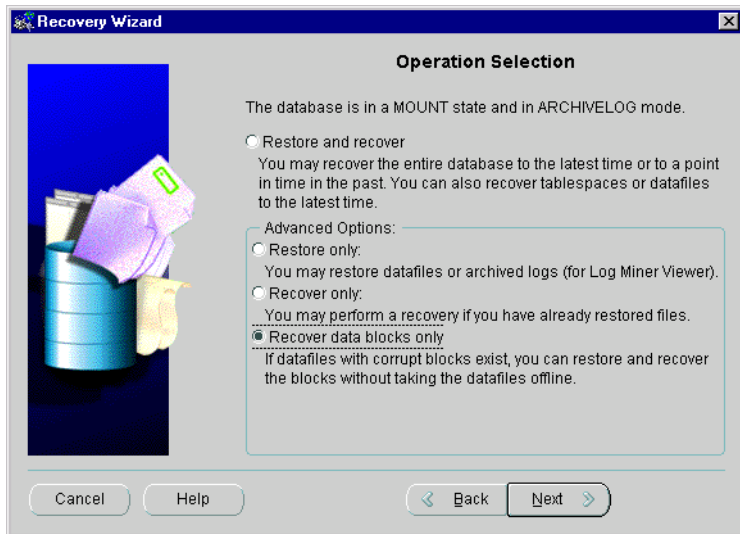 Recovery Wizard
Operation Selection
The database is in a MOUNT state and in ARCHIVELOG mode.
Restore and recover
You may recover the entire database to the latest time or to a point
in time in the past. You can also recover tablespaces or datafiles
to the latest time.
Advanced Options:
Restore only:
You may restore datafiles or archived logs (for Log Miner Viewer).
Recover only:
You may perform a recovery if you have already restored files.
Recover data blocks only
If datafiles with corrupt blocks exist, you can restore and recover
the blocks without taking the datafiles offline.
Cancel Help Back Next